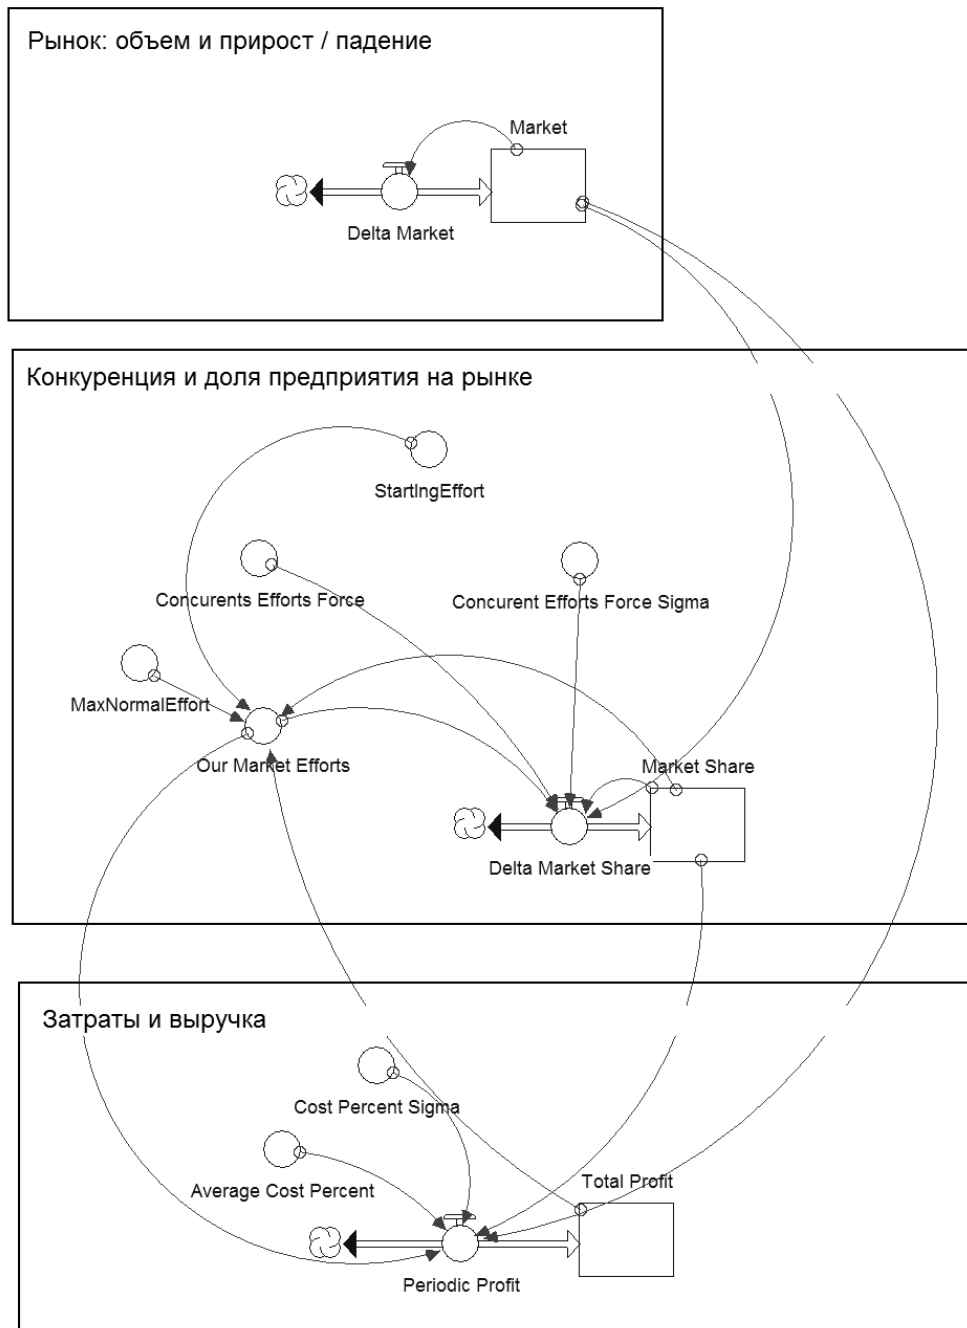 Рынок: объем и прирост / падение
Market
Delta Market
Конкуренция и доля предприятия на рынке
StartIngEffort
Concurents Efforts Force
Concurent Efforts Force Sigma
MaxNormalEffort
Our Market Efforts
Market Share
Delta Market Share
Затраты и выручка
Cost Percent Sigma
Average Cost Percent
Total Profit
Periodic Profit